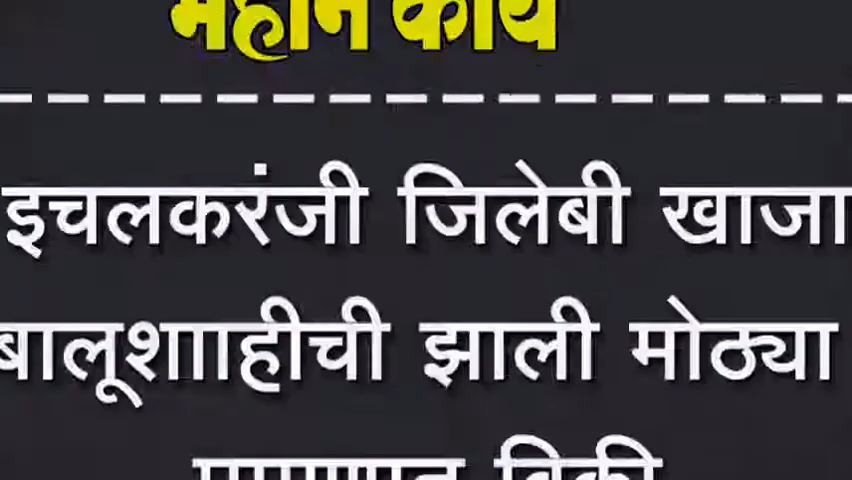 महान कार्य
इचलकरंजी जिलेबी खाजा
बालूशााहीची झाली मोठ्या